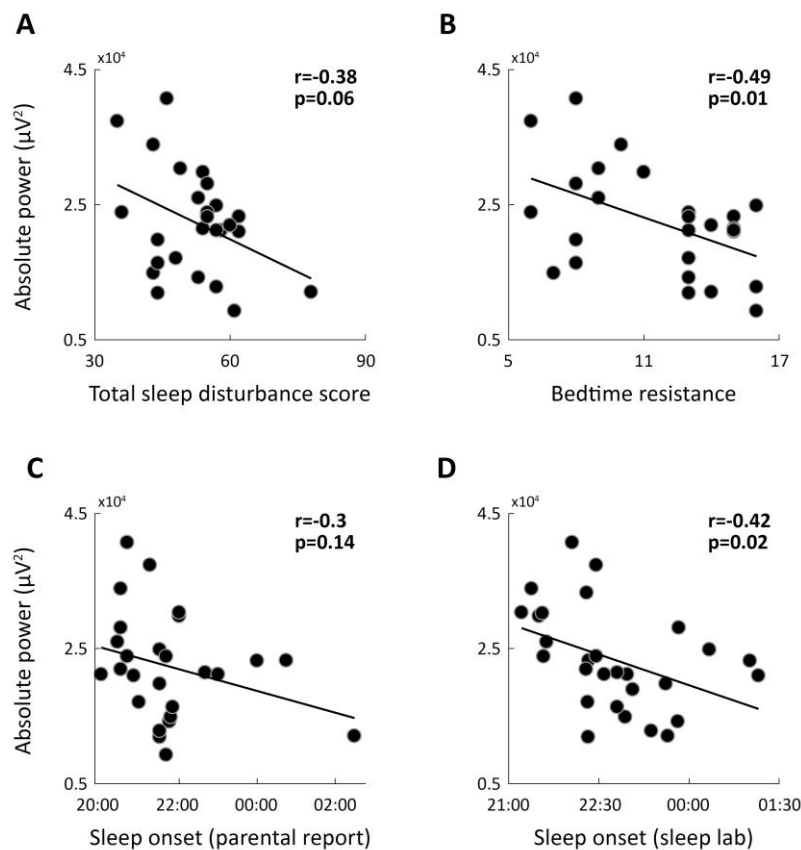 A
x10⁴
4.5
r=-0.38
p=0.06
Absolute power (µV²)
2.5
0.5
30 60 90
Total sleep disturbance score
B
x10⁴
4.5
r=-0.49
p=0.01
2.5
0.5
5 11 17
Bedtime resistance
C
x10⁴
4.5
r=-0.3
p=0.14
Absolute power (µV²)
2.5
0.5
20:00 22:00 00:00 02:00
Sleep onset (parental report)
D
x10⁴
4.5
r=-0.42
p=0.02
2.5
0.5
21:00 22:30 00:00 01:30
Sleep onset (sleep lab)